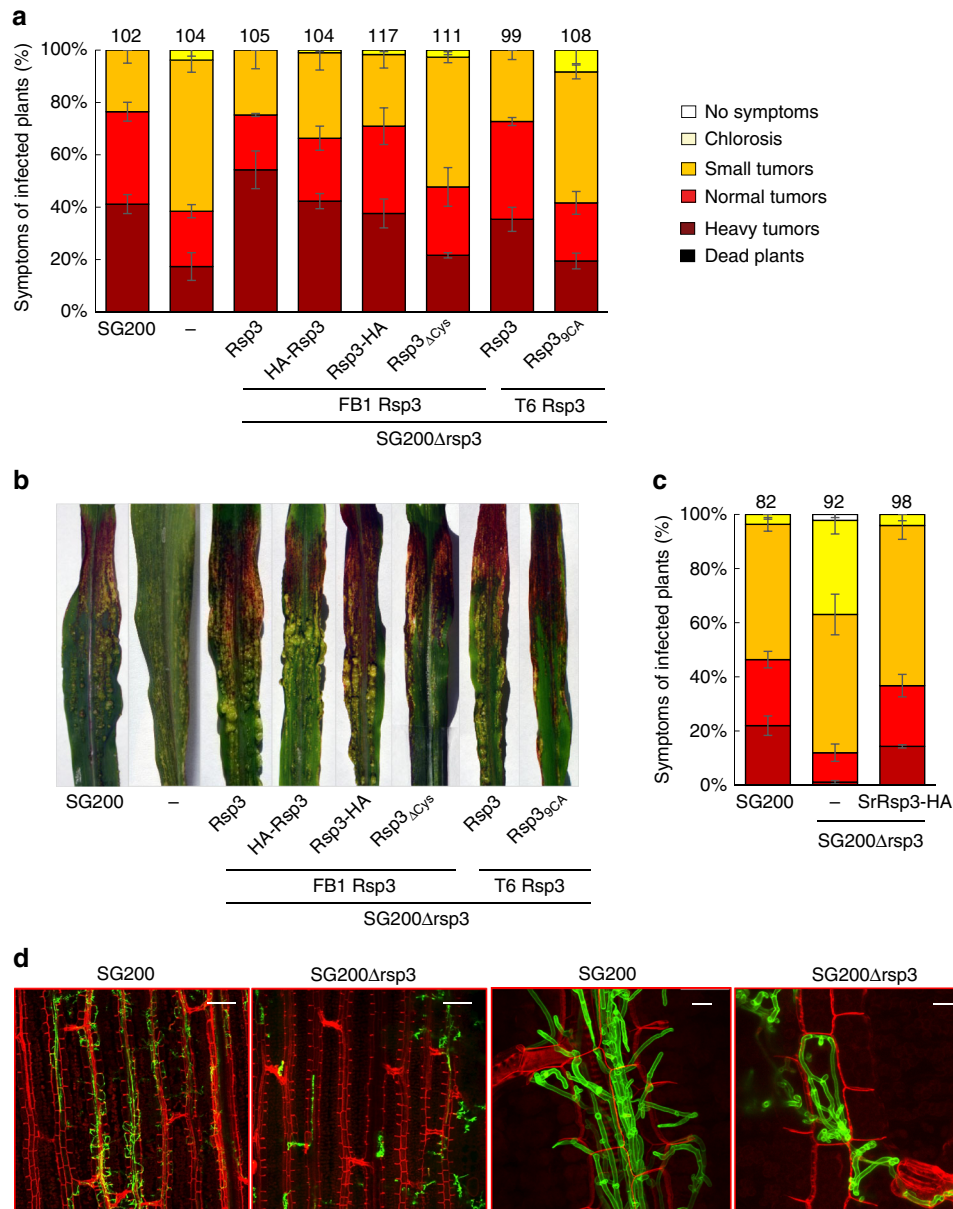 a
102 104 105 104 117 111 99 108
Symptoms of infected plants (%)
100%
80%
60%
40%
20%
0%
SG200 – Rsp3 HA-Rsp3 Rsp3-HA Rsp3ΔCys Rsp3 Rsp39CA
FB1 Rsp3 T6 Rsp3
SG200Δrsp3
No symptoms
Chlorosis
Small tumors
Normal tumors
Heavy tumors
Dead plants
b
SG200 – Rsp3 HA-Rsp3 Rsp3-HA Rsp3ΔCys Rsp3 Rsp39CA
FB1 Rsp3 T6 Rsp3
SG200Δrsp3
c
82 92 98
Symptoms of infected plants (%)
100%
80%
60%
40%
20%
0%
SG200 – SrRsp3-HA
SG200Δrsp3
d
SG200 SG200Δrsp3 SG200 SG200Δrsp3